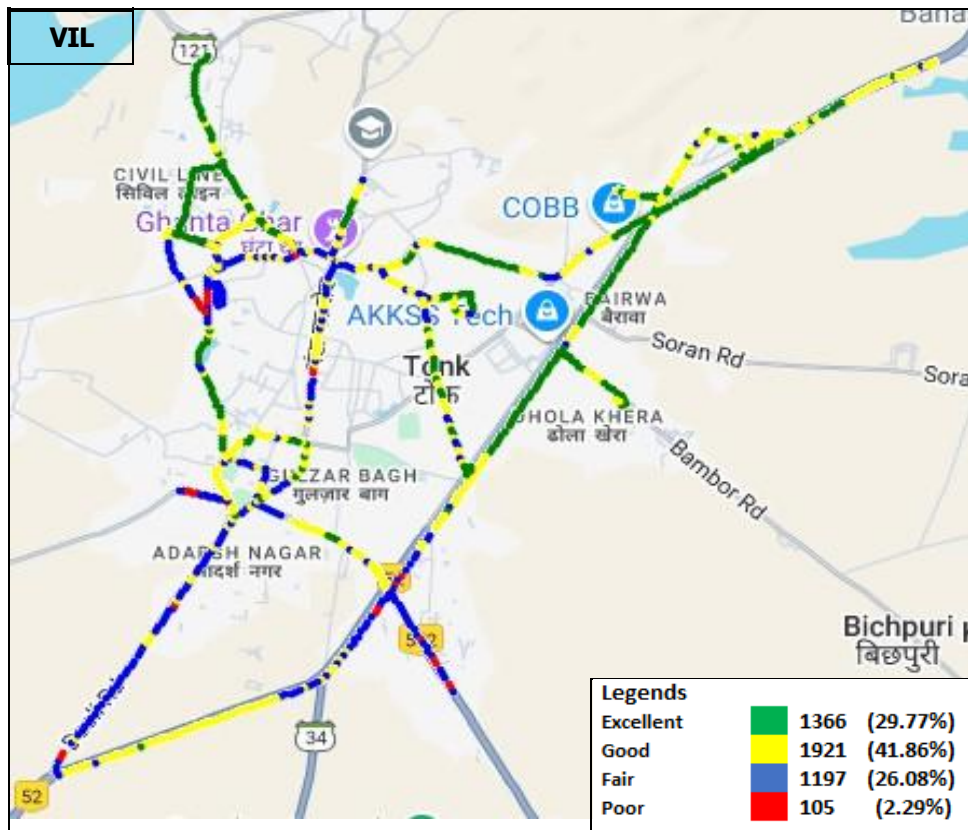 VIL
Bana
121
CIVIL LINE
सिविल लाइन
Ghanta Ghar
घंटा घर
COBB
AKKSS Tech
BAIRWA
बैरावा
Soran Rd
Sora
Tonk
टोंक
DHOLA KHERA
ढोला खेरा
Bambor Rd
GULZAR BAGH
गुलज़ार बाग
ADARSH NAGAR
आदर्श नगर
52
552
Bichpuri
बिछपुरी
34
52
Legends
Excellent 1366 (29.77%)
Good 1921 (41.86%)
Fair 1197 (26.08%)
Poor 105 (2.29%)